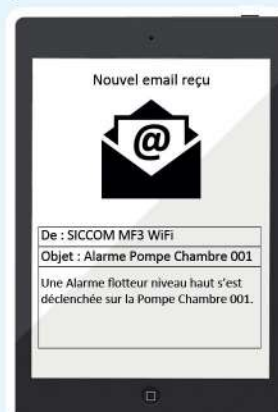 Nouvel email reçu
@
De : SICCOM MF3 WiFi
Objet : Alarme Pompe Chambre 001
Une Alarme flotteur niveau haut s'est
déclenchée sur la Pompe Chambre 001.